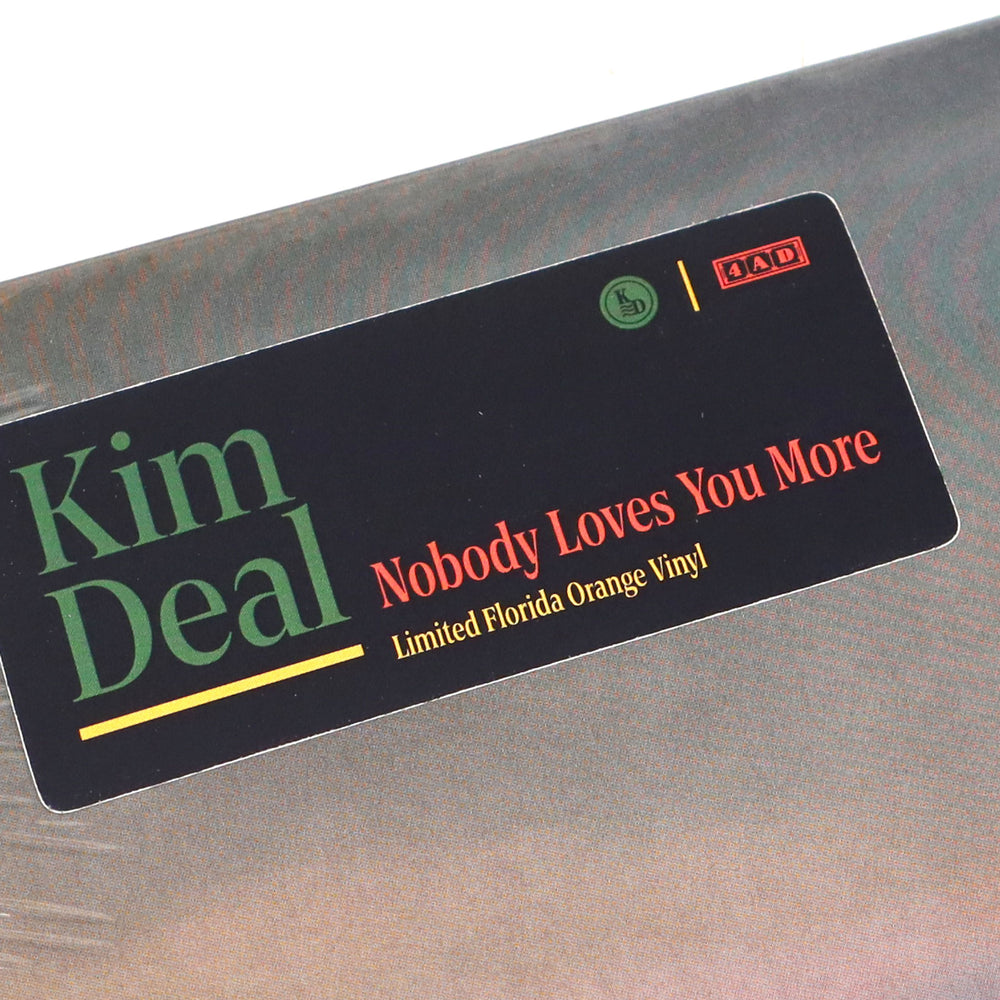 KD
4AD
Kim
Deal
Nobody Loves You More
Limited Florida Orange Vinyl